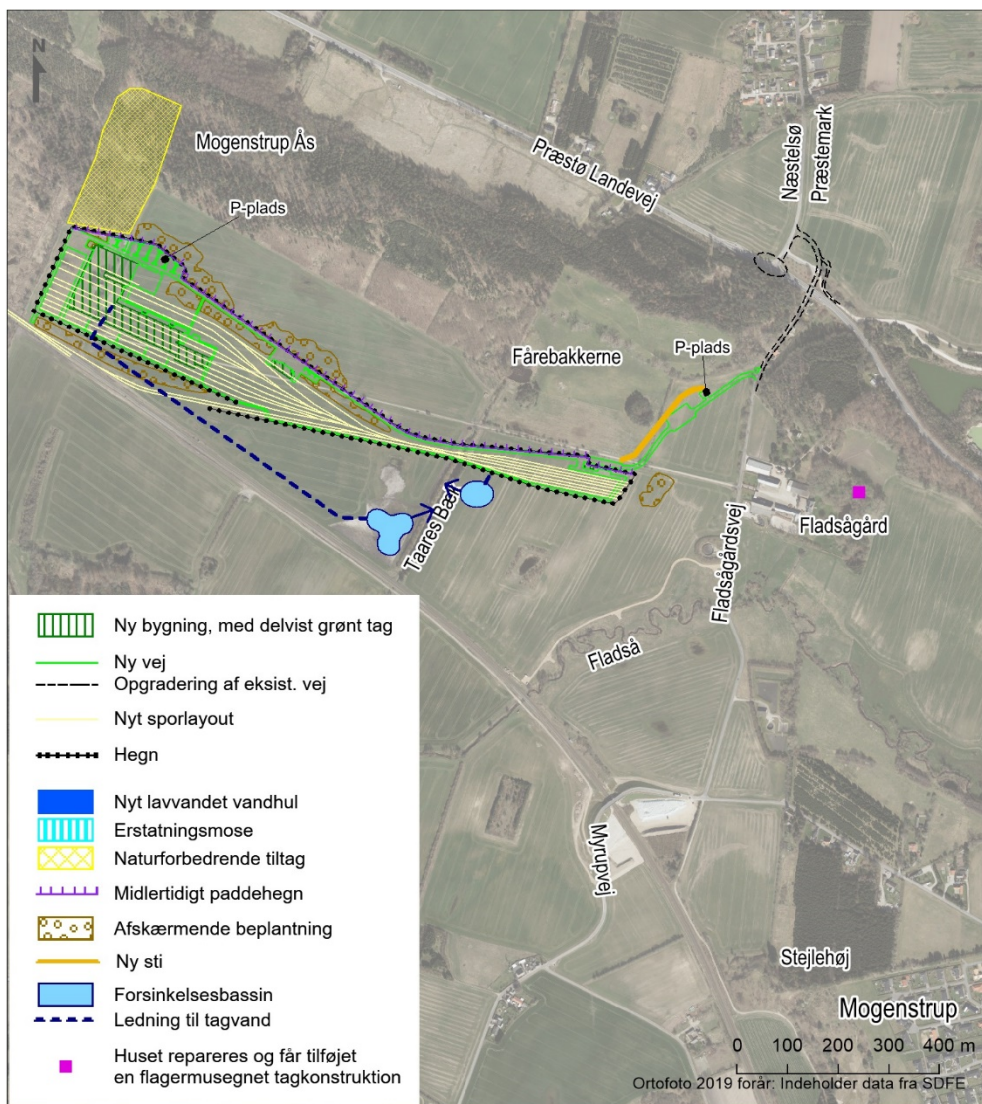 N
Mogenstrup Ås
P-plads
Præstø Landevej
Næstelsø
Præstemark
Fårebakkerne
P-plads
Fladsågård
Taares Bæk
Fladsågårdsvej
Fladså
Myrupvej
Stejlehøj
Mogenstrup
Ny bygning, med delvist grønt tag
Ny vej
Opgradering af eksist. vej
Nyt sporlayout
Hegn
Nyt lavvandet vandhul
Erstatningsmose
Naturforbedrende tiltag
Midlertidigt paddehegn
Afskærmende beplantning
Ny sti
Forsinkelsesbassin
Ledning til tagvand
Huset repareres og får tilføjet
en flagermusegnet tagkonstruktion
0 100 200 300 400 m
Ortofoto 2019 forår: Indeholder data fra SDFE